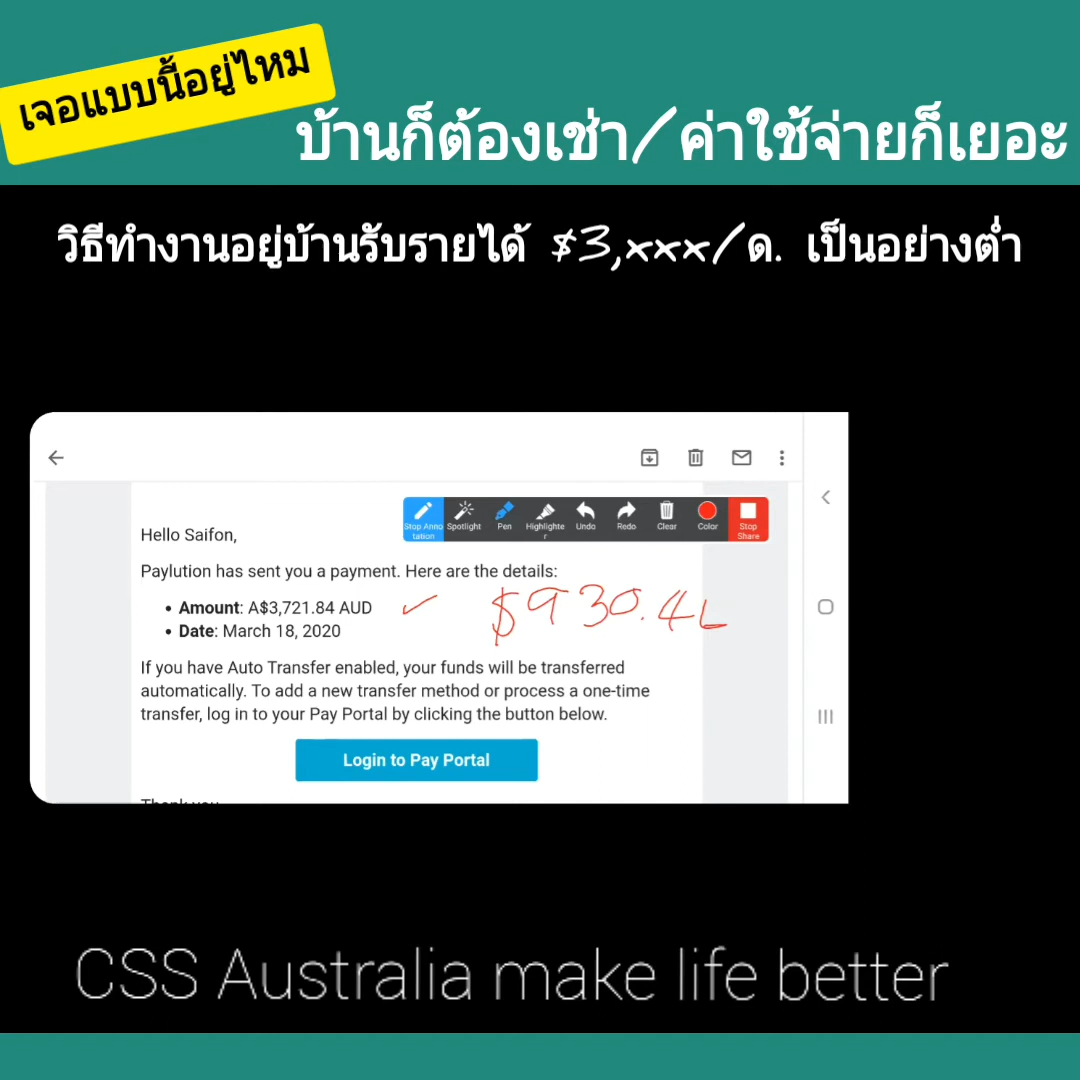 เจอแบบนี้อยู่ไหม
บ้านก็ต้องเช่า/ค่าใช้จ่ายก็เยอะ
วิธีทำงานอยู่บ้านรับรายได้ $3,xxx/ด. เป็นอย่างต่ำ
Stop Annotation Spotlight Pen Highlighter Undo Redo Clear Color Stop Share
Hello Saifon,
Paylution has sent you a payment. Here are the details:
• Amount: A$3,721.84 AUD
$930.4
• Date: March 18, 2020
If you have Auto Transfer enabled, your funds will be transferred
automatically. To add a new transfer method or process a one-time
transfer, log in to your Pay Portal by clicking the button below.
Login to Pay Portal
CSS Australia make life better